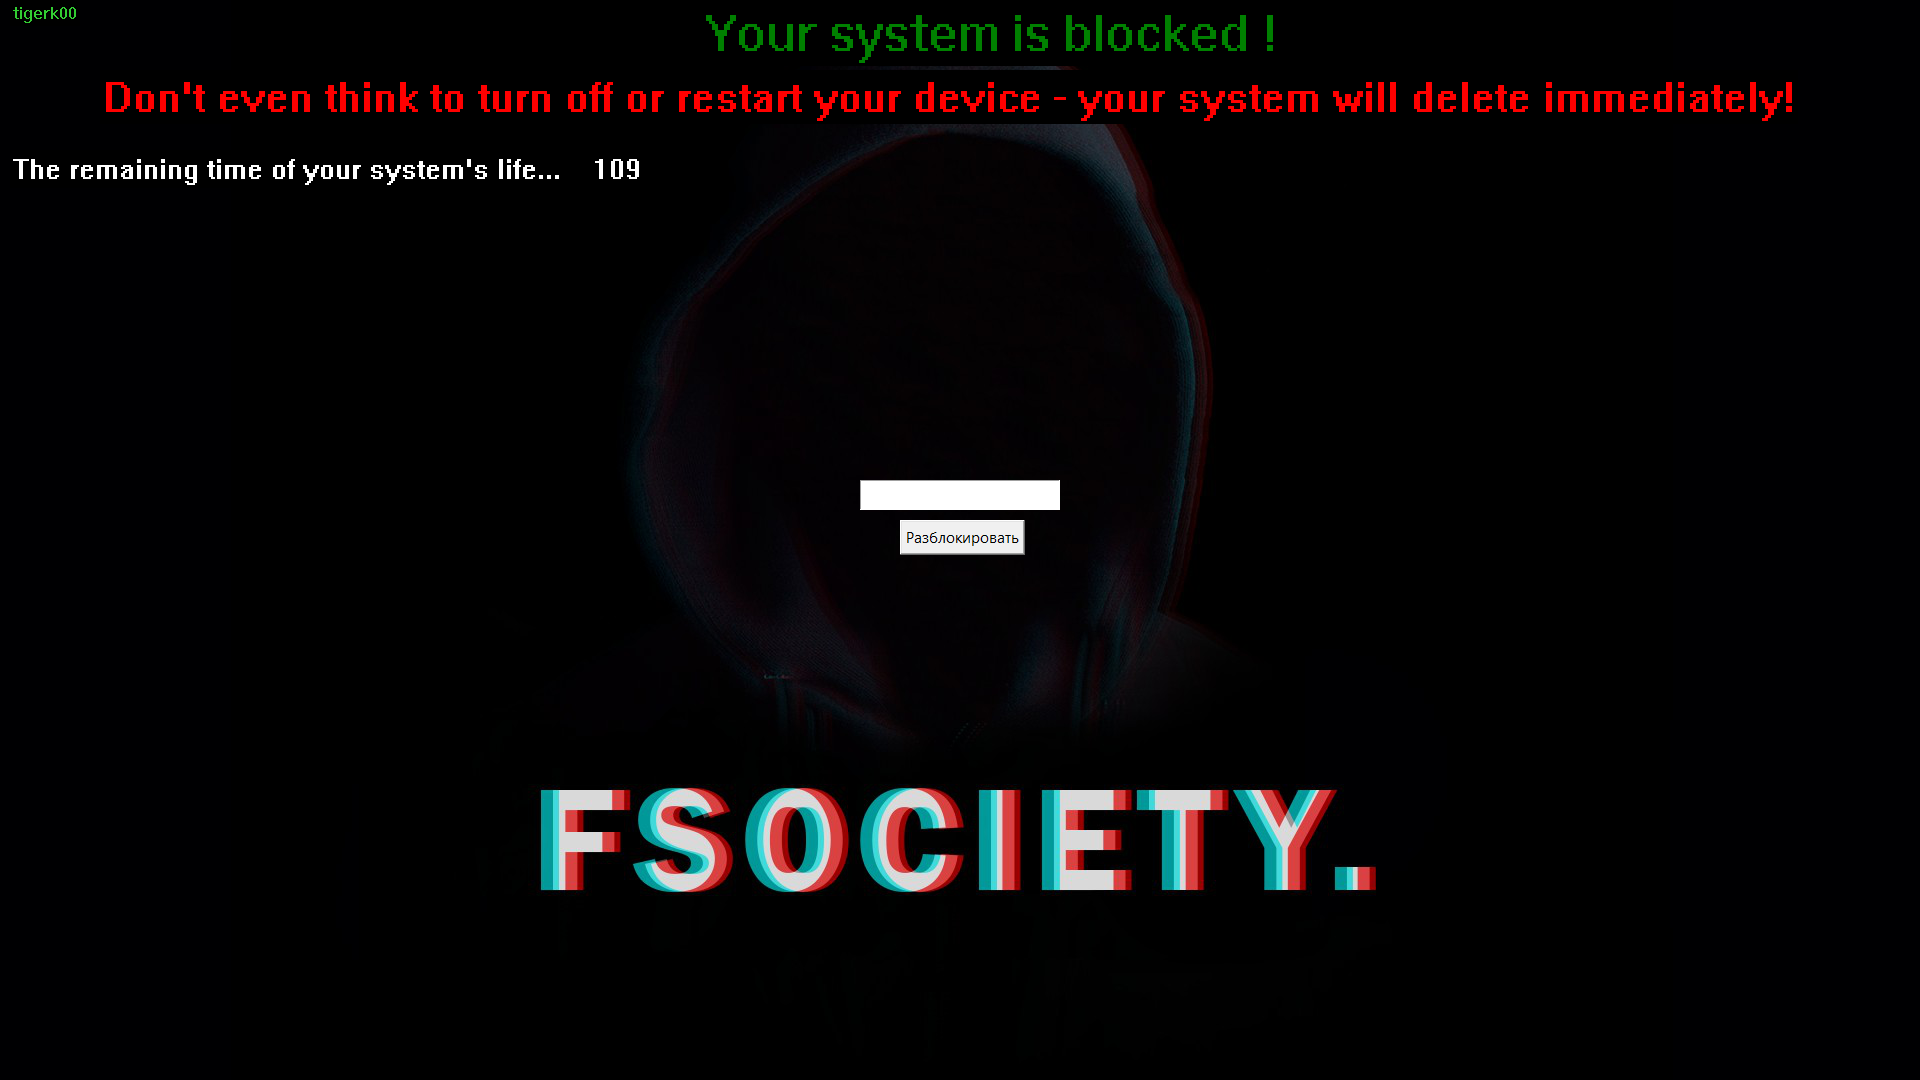 tigerk00
Your system is blocked !
Don't even think to turn off or restart your device - your system will delete immediately!
The remaining time of your system's life... 109
Разблокировать
FSOCIETY.